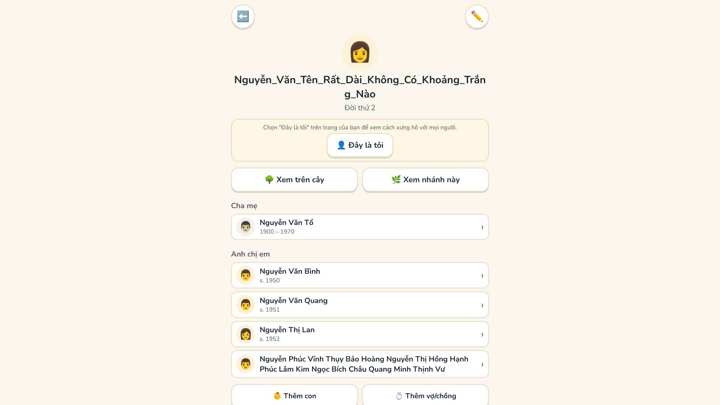 Nguyễn_Văn_Tên_Rất_Dài_Không_Có_Khoảng_Trắn
g_Nào
Đời thứ 2
Chọn "Đây là tôi" trên trang của bạn để xem cách xưng hô với mọi người.
Đây là tôi
Xem trên cây
Xem nhánh này
Cha mẹ
Nguyễn Văn Tổ
1900 – 1970
Anh chị em
Nguyễn Văn Bình
s. 1950
Nguyễn Văn Quang
s. 1951
Nguyễn Thị Lan
s. 1952
Nguyễn Phúc Vĩnh Thụy Bảo Hoàng Nguyễn Thị Hồng Hạnh
Phúc Lâm Kim Ngọc Bích Châu Quang Minh Thịnh Vư
Thêm con
Thêm vợ/chồng